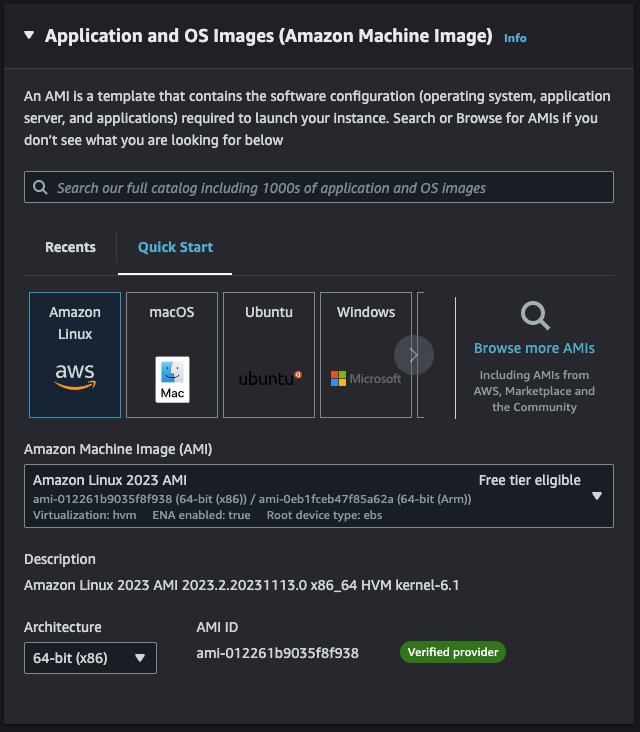 Application and OS Images (Amazon Machine Image) Info
An AMI is a template that contains the software configuration (operating system, application
server, and applications) required to launch your instance. Search or Browse for AMIs if you
don't see what you are looking for below
Search our full catalog including 1000s of application and OS images
Recents
Quick Start
Amazon
Linux
aws
macOS
Mac
Ubuntu
ubuntu
Windows
Microsoft
Browse more AMIs
Including AMIs from
AWS, Marketplace and
the Community
Amazon Machine Image (AMI)
Amazon Linux 2023 AMI
Free tier eligible
ami-012261b9035f8f938 (64-bit (x86)) / ami-0eb1fceb47f85a62a (64-bit (Arm))
Virtualization: hvm ENA enabled: true Root device type: ebs
Description
Amazon Linux 2023 AMI 2023.2.20231113.0 x86_64 HVM kernel-6.1
Architecture
64-bit (x86)
AMI ID
ami-012261b9035f8f938
Verified provider